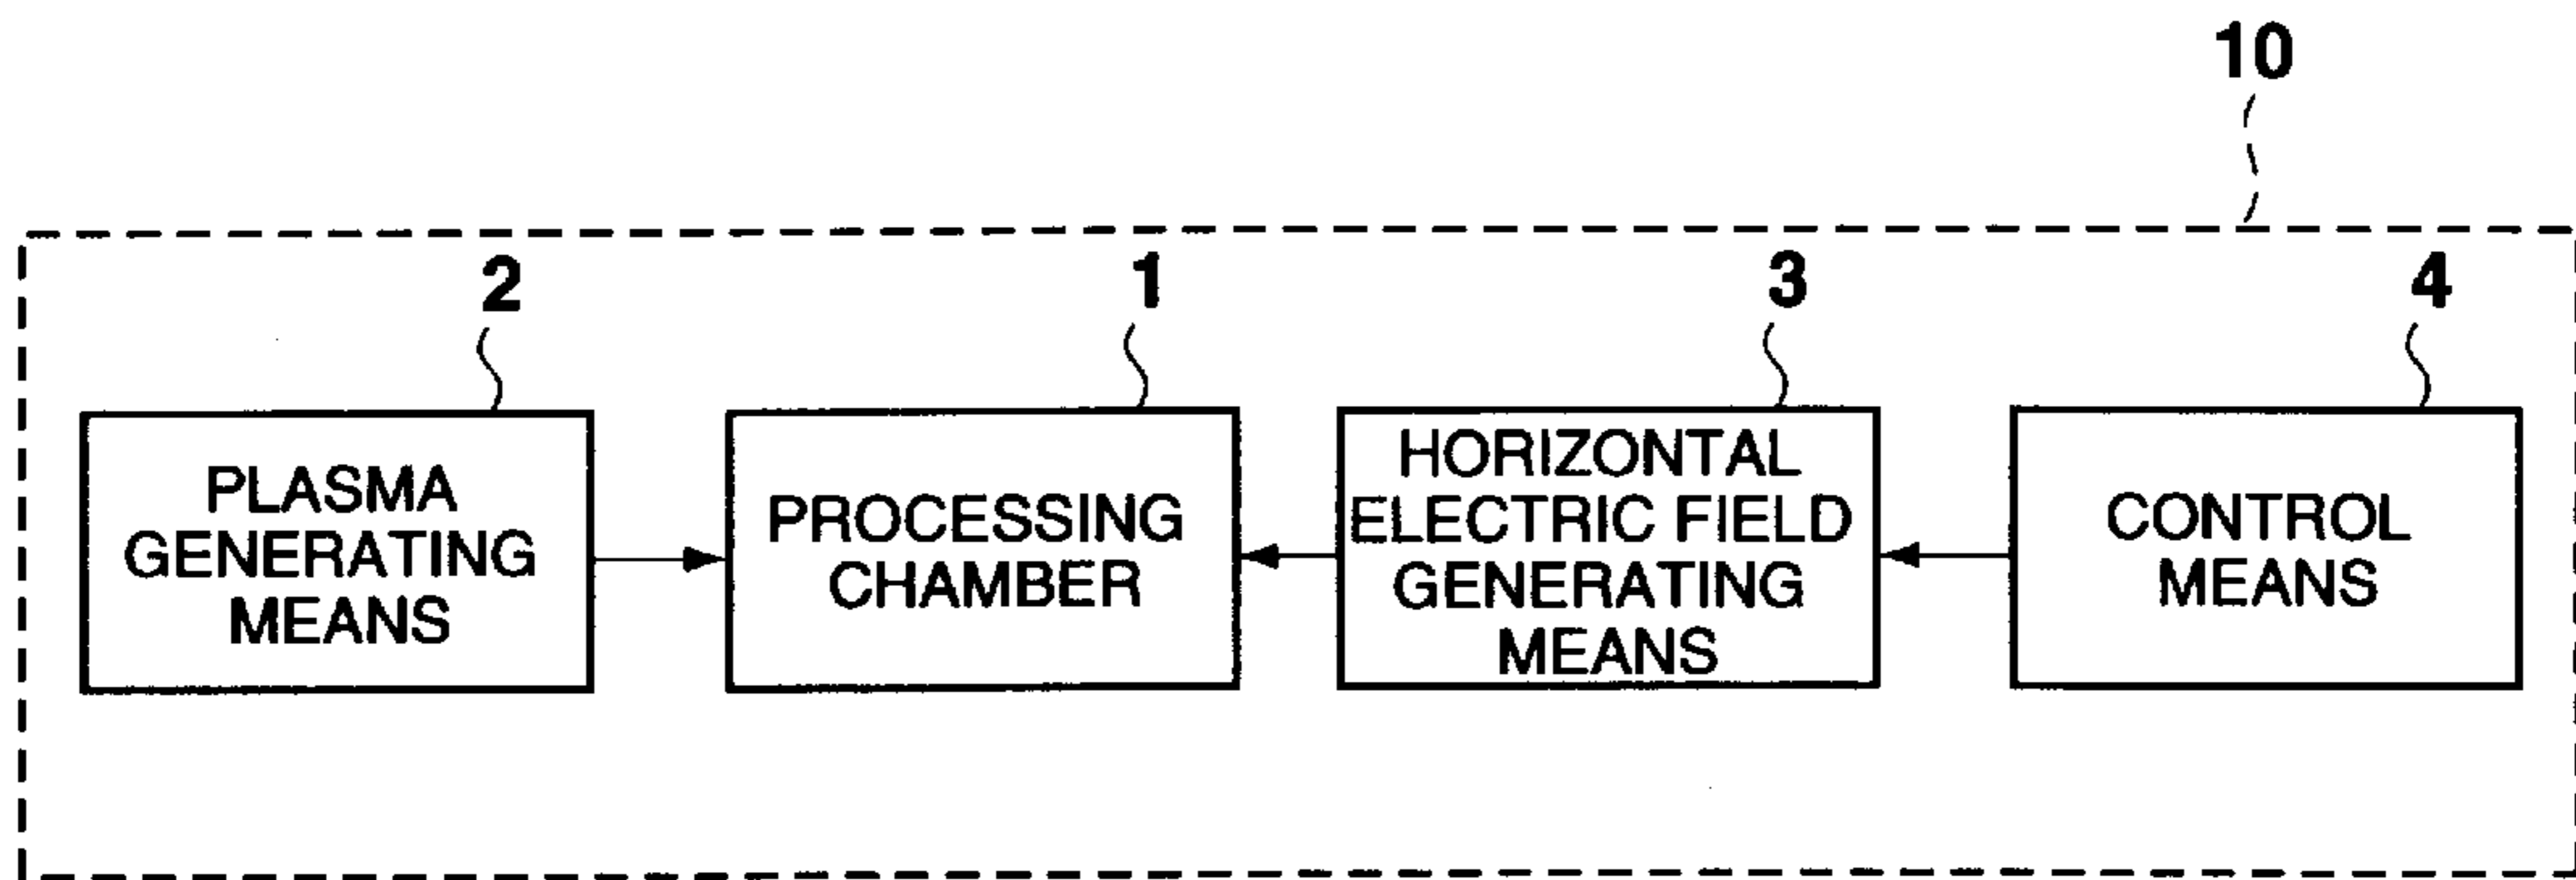 10
2
1
3
4
PLASMA
GENERATING
MEANS
PROCESSING
CHAMBER
HORIZONTAL
ELECTRIC FIELD
GENERATING
MEANS
CONTROL
MEANS